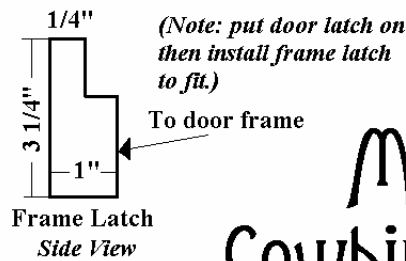 1/4"
(Note: put door latch on
then install frame latch
to fit.)
3 1/4"
To door frame
1"
Frame Latch
Side View